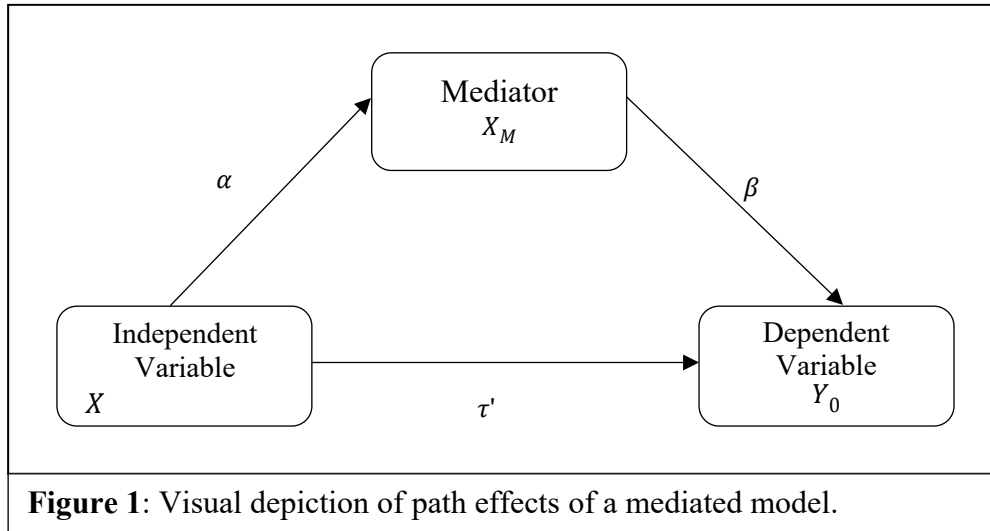 Mediator
X_M
α
β
Independent
Variable
X
Dependent
Variable
Y_0
τ'
Figure 1: Visual depiction of path effects of a mediated model.